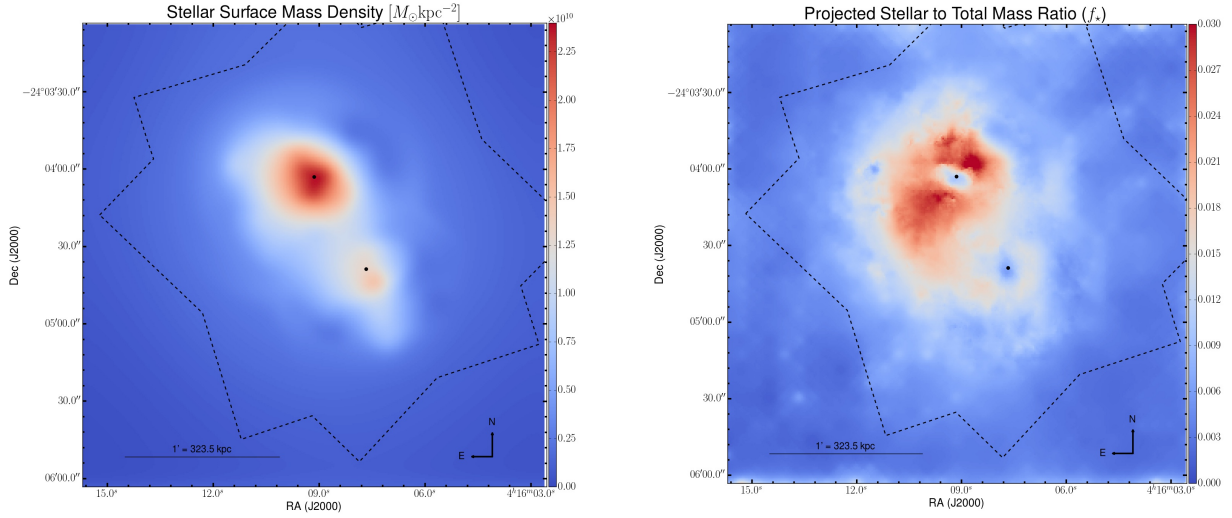 Stellar Surface Mass Density [M☉kpc⁻²]
×10¹⁰
2.25
2.00
1.75
1.50
1.25
1.00
0.75
0.50
0.25
0.00
−24°03′30.0″
04′00.0″
30.0″
05′00.0″
30.0″
06′00.0″
Dec (J2000)
15.0ˢ 12.0ˢ 09.0ˢ 06.0ˢ 4ʰ16ᵐ03.0ˢ
RA (J2000)
1′ = 323.5 kpc
N
E
Projected Stellar to Total Mass Ratio (f⋆)
0.030
0.027
0.024
0.021
0.018
0.015
0.012
0.009
0.006
0.003
0.000
−24°03′30.0″
04′00.0″
30.0″
05′00.0″
30.0″
06′00.0″
Dec (J2000)
15.0ˢ 12.0ˢ 09.0ˢ 06.0ˢ 4ʰ16ᵐ03.0ˢ
RA (J2000)
1′ = 323.5 kpc
N
E